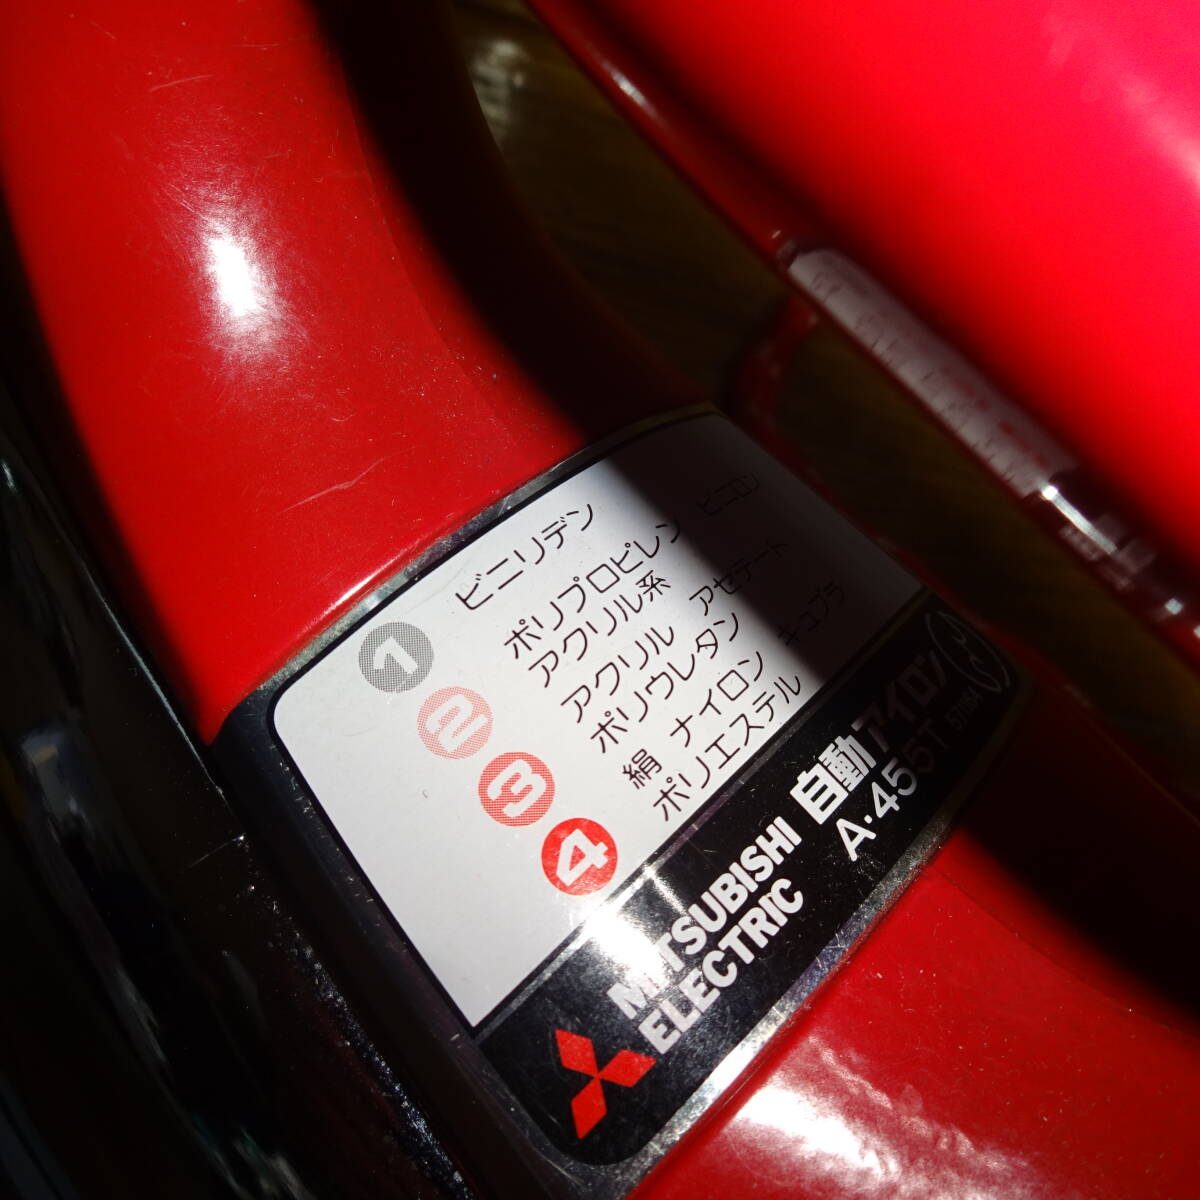 1 ビニリデン
2 ポリプロピレン ビニロン
アクリル系
3 アクリル アセテート
ポリウレタン
4 絹 ナイロン キュプラ
ポリエステル
MITSUBISHI 自動アイロン
ELECTRIC A・455T